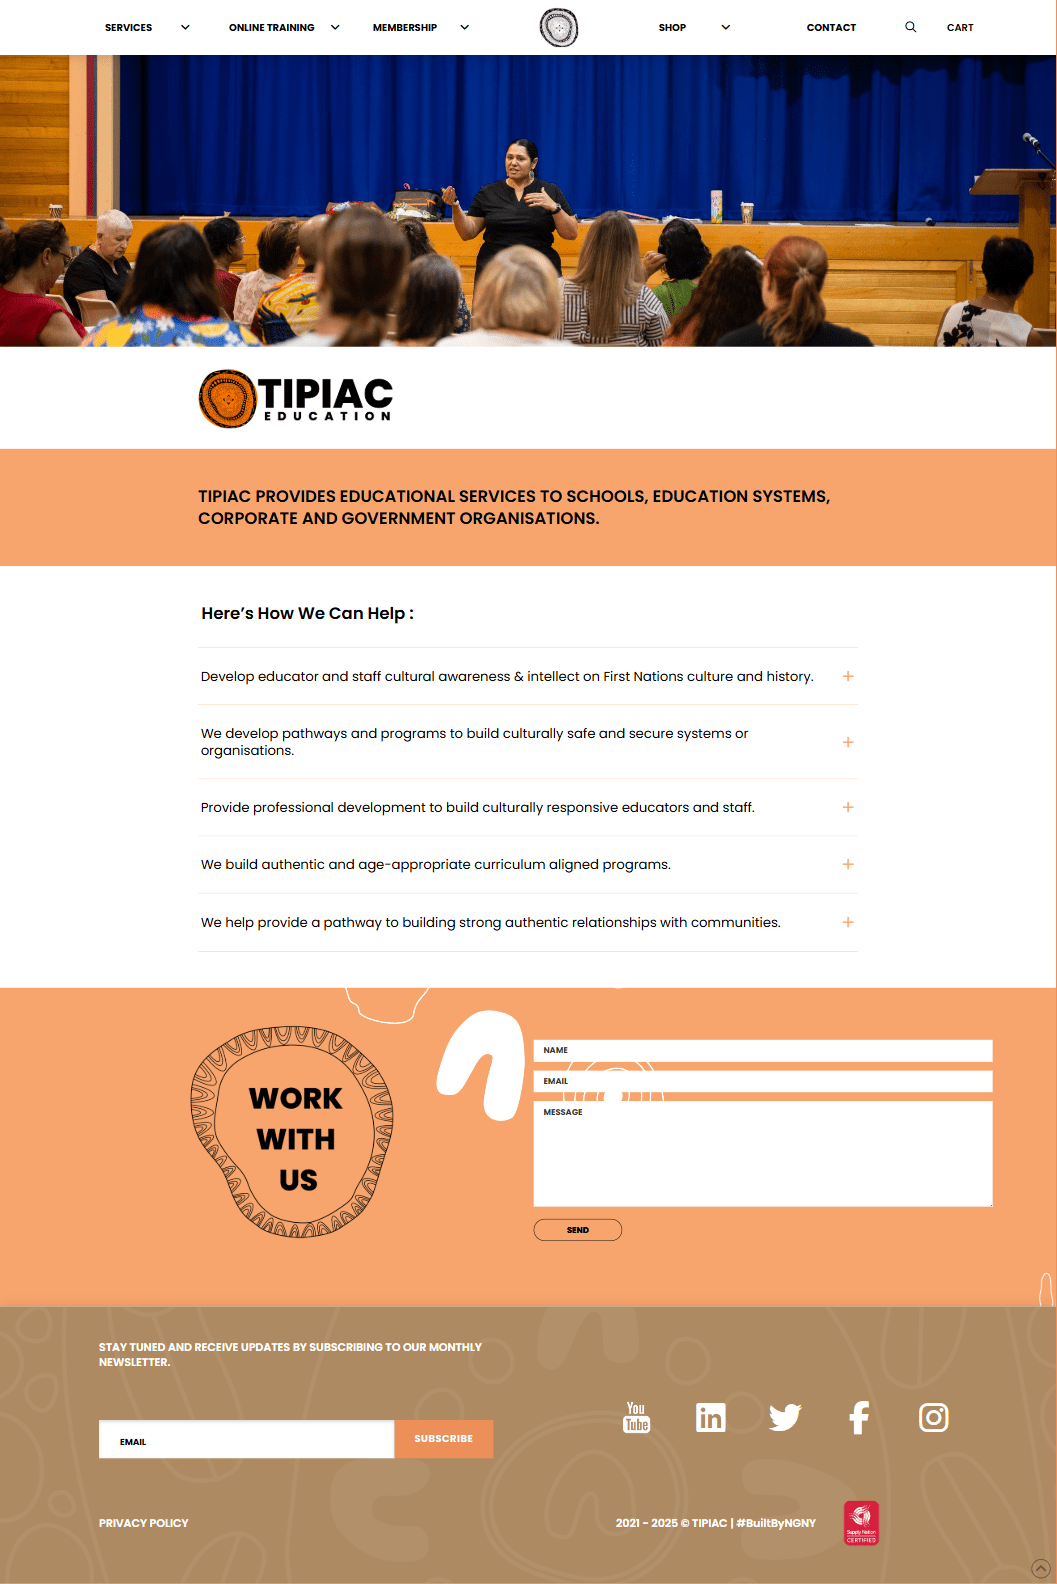 SERVICES ONLINE TRAINING MEMBERSHIP SHOP CONTACT CART
TIPIAC
EDUCATION
TIPIAC PROVIDES EDUCATIONAL SERVICES TO SCHOOLS, EDUCATION SYSTEMS,
CORPORATE AND GOVERNMENT ORGANISATIONS.
Here's How We Can Help :
Develop educator and staff cultural awareness & intellect on First Nations culture and history.
We develop pathways and programs to build culturally safe and secure systems or
organisations.
Provide professional development to build culturally responsive educators and staff.
We build authentic and age-appropriate curriculum aligned programs.
We help provide a pathway to building strong authentic relationships with communities.
WORK
WITH
US
NAME
EMAIL
MESSAGE
SEND
STAY TUNED AND RECEIVE UPDATES BY SUBSCRIBING TO OUR MONTHLY
NEWSLETTER.
EMAIL
SUBSCRIBE
You
Tube
in
PRIVACY POLICY
2021 - 2025 © TIPIAC | #BuiltByNGNY
Supply Nation
CERTIFIED